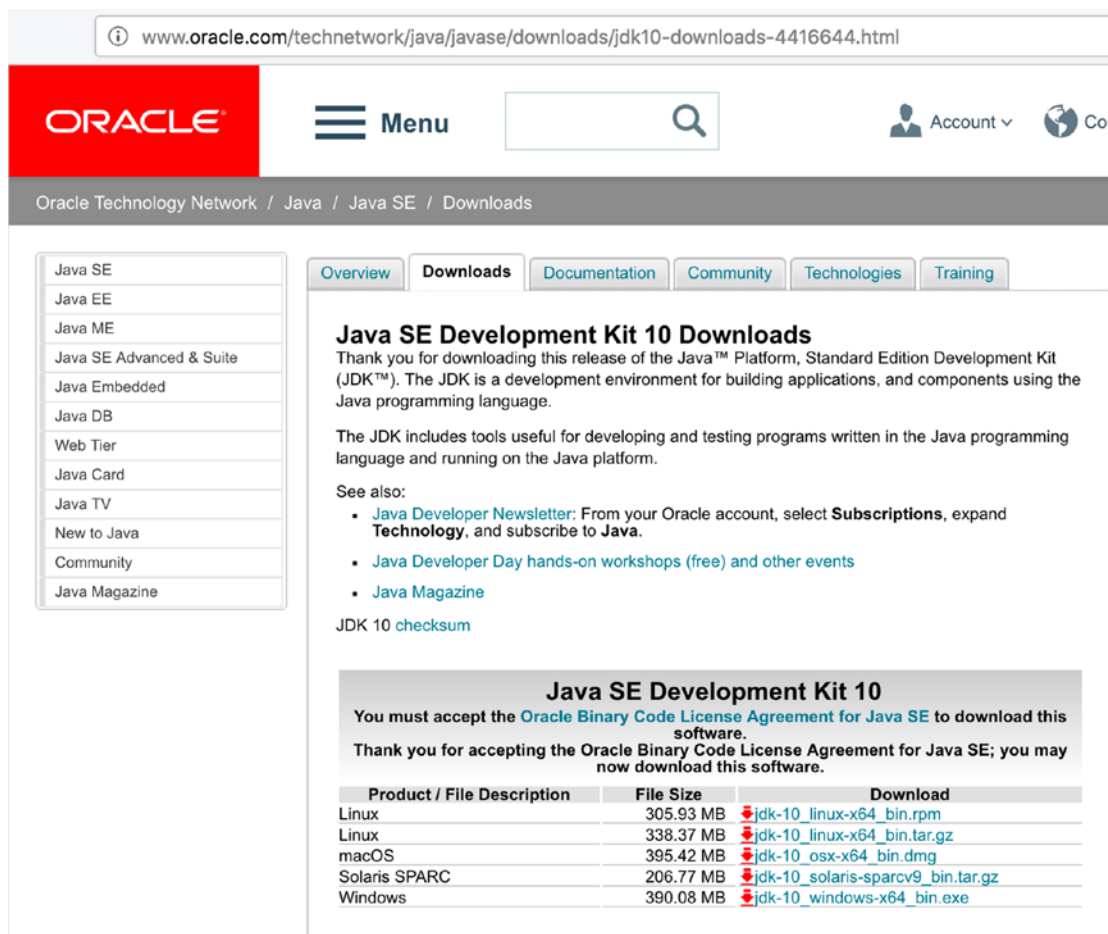 www.oracle.com/technetwork/java/javase/downloads/jdk10-downloads-4416644.html
ORACLE
Menu
Account
Co
Oracle Technology Network / Java / Java SE / Downloads
Java SE
Java EE
Java ME
Java SE Advanced & Suite
Java Embedded
Java DB
Web Tier
Java Card
Java TV
New to Java
Community
Java Magazine
Overview Downloads Documentation Community Technologies Training
Java SE Development Kit 10 Downloads
Thank you for downloading this release of the Java™ Platform, Standard Edition Development Kit
(JDK™). The JDK is a development environment for building applications, and components using the
Java programming language.
The JDK includes tools useful for developing and testing programs written in the Java programming
language and running on the Java platform.
See also:
• Java Developer Newsletter: From your Oracle account, select Subscriptions, expand
Technology, and subscribe to Java.
• Java Developer Day hands-on workshops (free) and other events
• Java Magazine
JDK 10 checksum
Java SE Development Kit 10
You must accept the Oracle Binary Code License Agreement for Java SE to download this
software.
Thank you for accepting the Oracle Binary Code License Agreement for Java SE; you may
now download this software.
Product / File Description File Size Download
Linux 305.93 MB jdk-10_linux-x64_bin.rpm
Linux 338.37 MB jdk-10_linux-x64_bin.tar.gz
macOS 395.42 MB jdk-10_osx-x64_bin.dmg
Solaris SPARC 206.77 MB jdk-10_solaris-sparcv9_bin.tar.gz
Windows 390.08 MB jdk-10_windows-x64_bin.exe